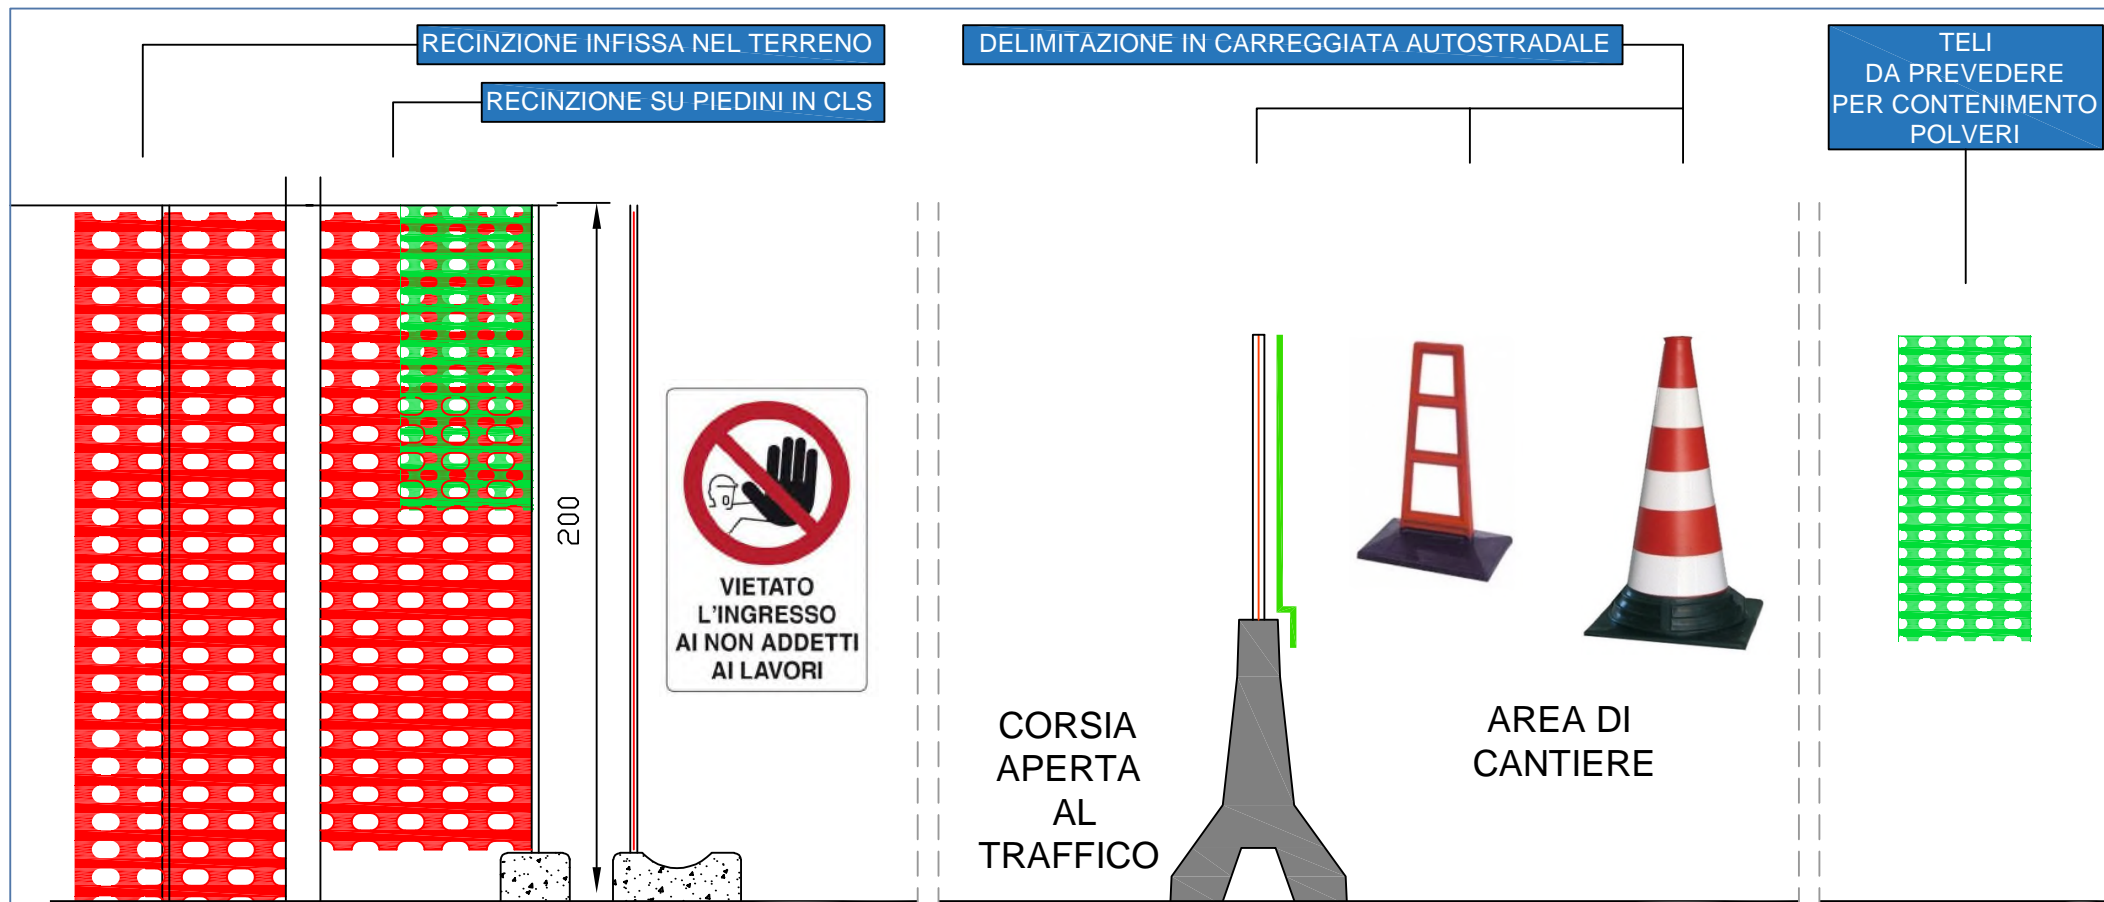 RECINZIONE INFISSA NEL TERRENO
RECINZIONE SU PIEDINI IN CLS
DELIMITAZIONE IN CARREGGIATA AUTOSTRADALE
TELI
DA PREVEDERE
PER CONTENIMENTO
POLVERI
200
VIETATO
L'INGRESSO
AI NON ADDETTI
AI LAVORI
CORSIA
APERTA
AL
TRAFFICO
AREA DI
CANTIERE